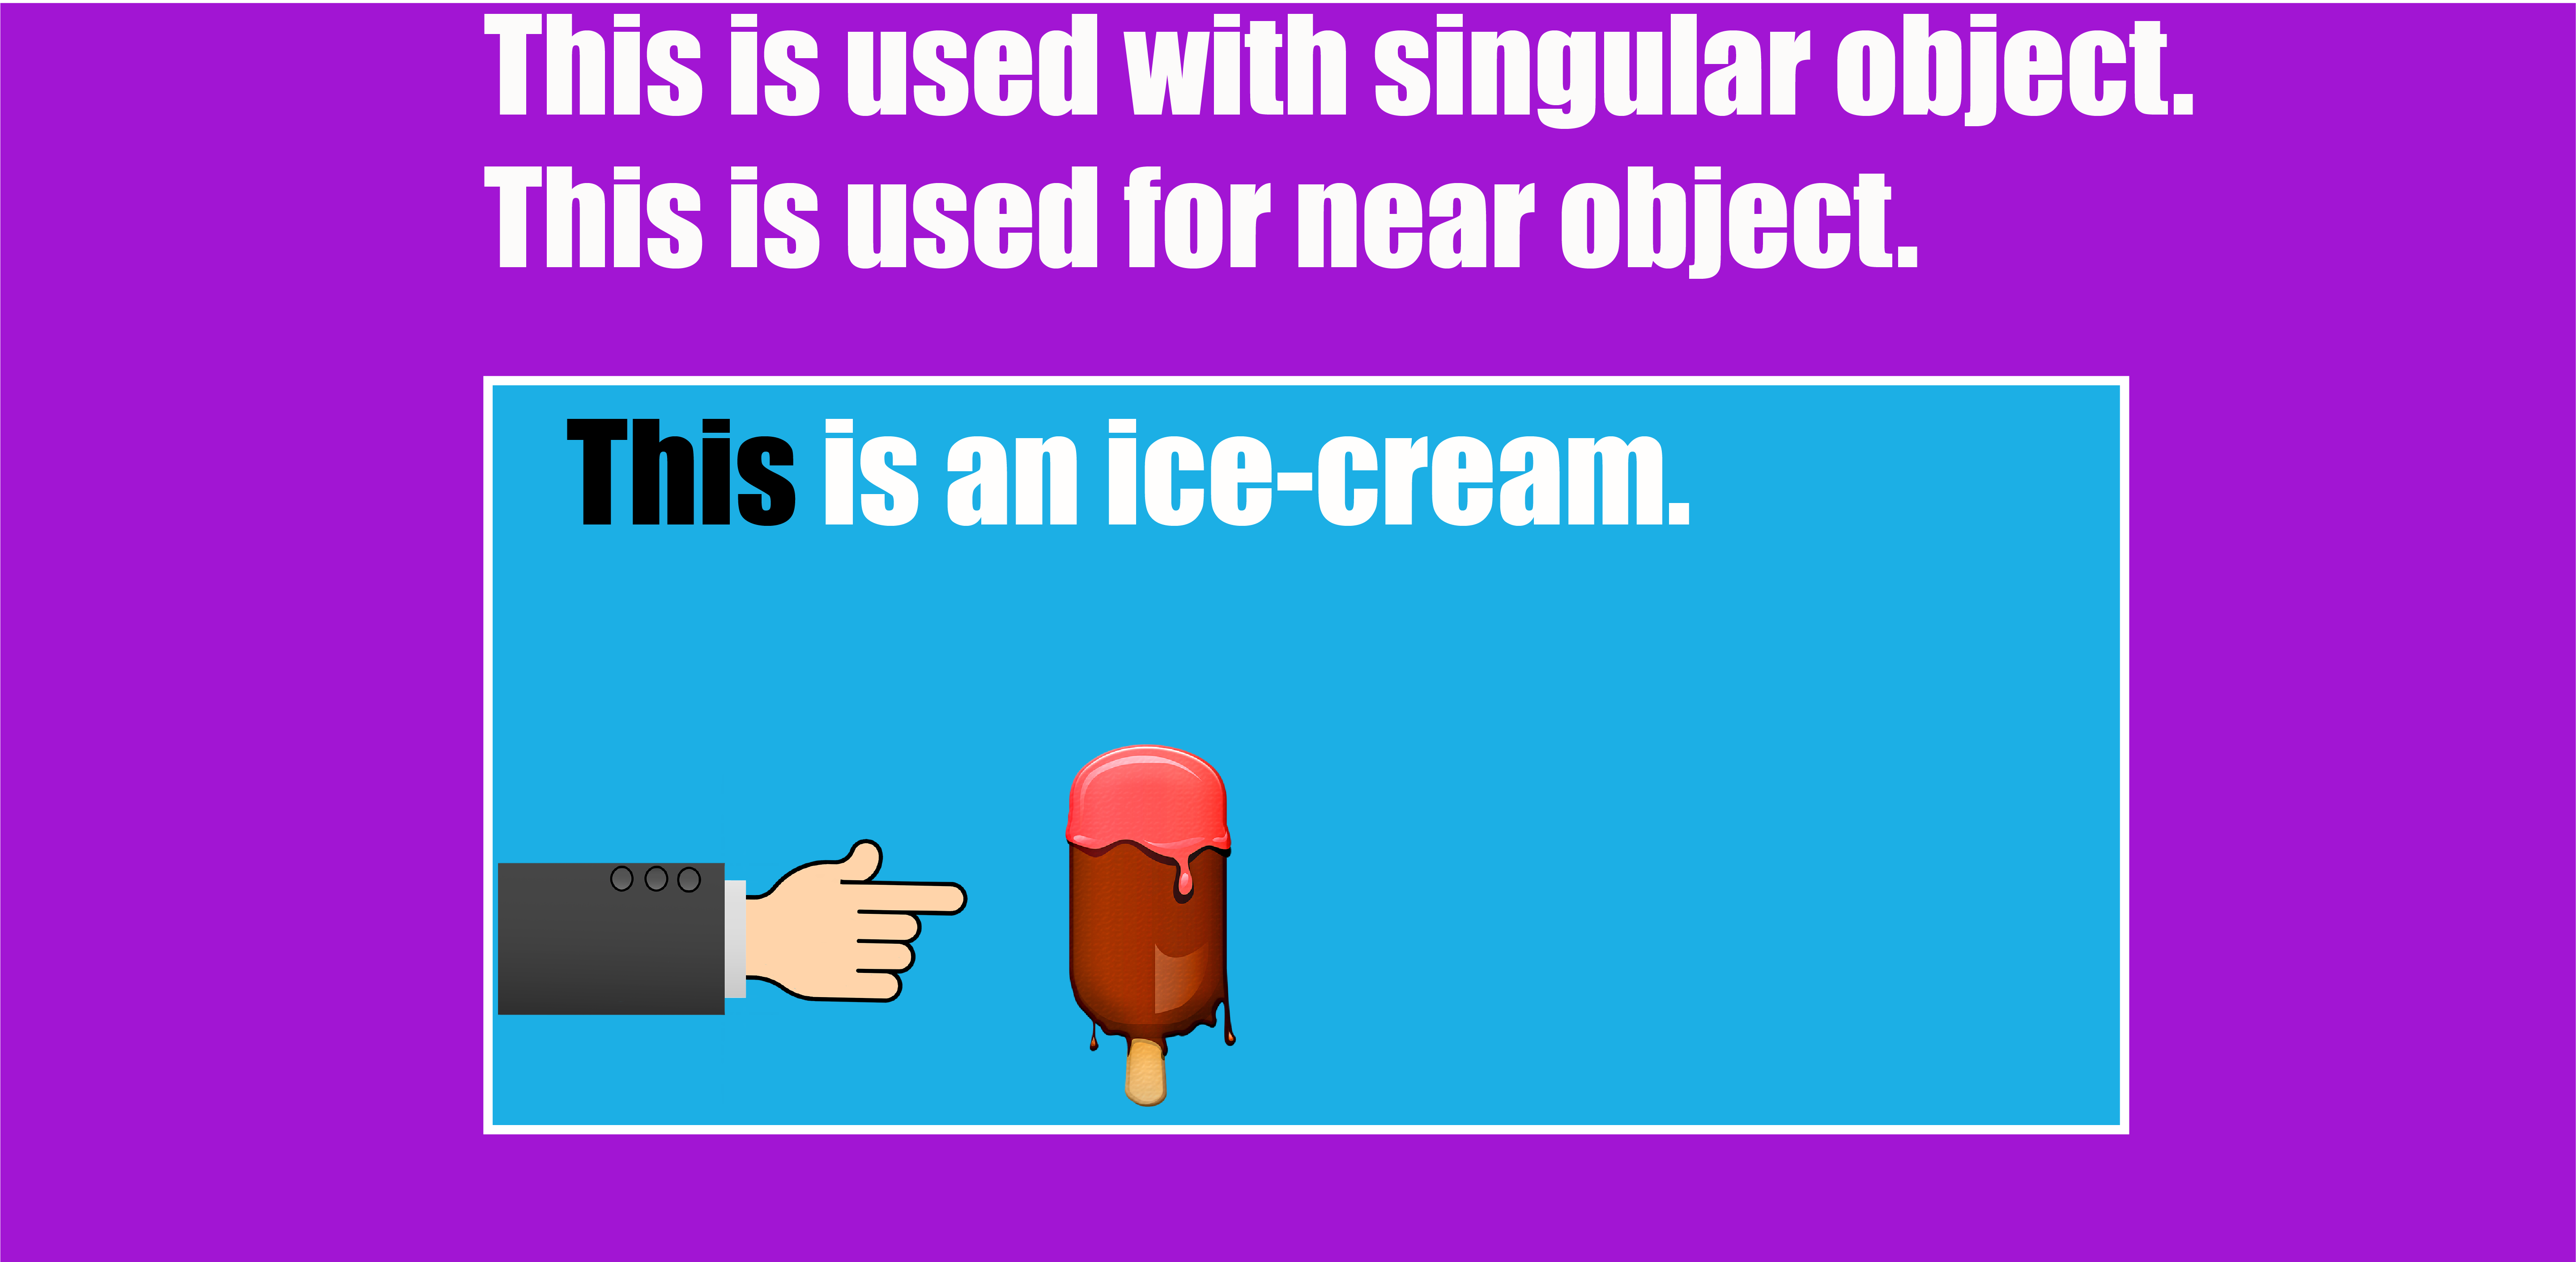 This is used with singular object.
This is used for near object.
This is an ice-cream.